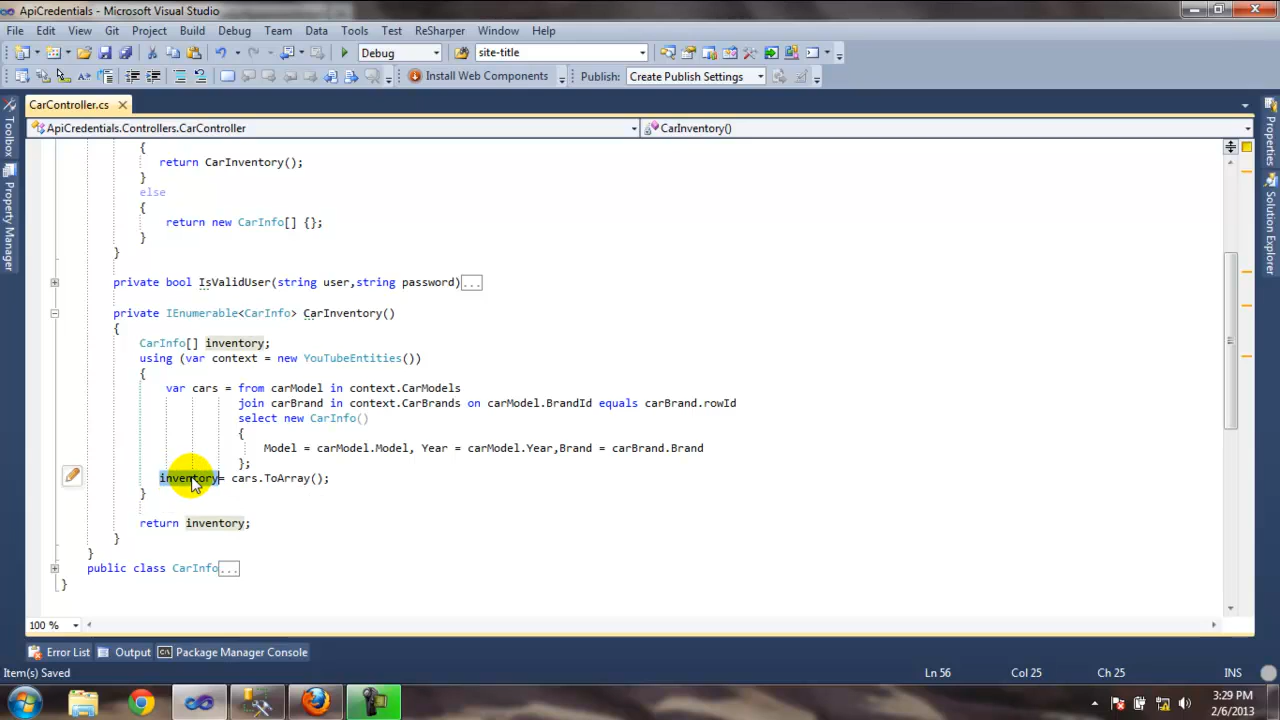 ApiCredentials - Microsoft Visual Studio
File Edit View Git Project Build Debug Team Data Tools Test ReSharper Window Help
Debug site-title
Install Web Components Publish: Create Publish Settings
CarController.cs
ApiCredentials.Controllers.CarController CarInventory()
Toolbox
Property Manager
Properties
Solution Explorer
{
return CarInventory();
}
else
{
return new CarInfo[] {};
}
}
private bool IsValidUser(string user,string password)...
private IEnumerable<CarInfo> CarInventory()
{
CarInfo[] inventory;
using (var context = new YouTubeEntities())
{
var cars = from carModel in context.CarModels
join carBrand in context.CarBrands on carModel.BrandId equals carBrand.rowId
select new CarInfo()
{
Model = carModel.Model, Year = carModel.Year,Brand = carBrand.Brand
};
inventory= cars.ToArray();
}
return inventory;
}
}
public class CarInfo...
}
100 %
Error List Output Package Manager Console
Item(s) Saved Ln 56 Col 25 Ch 25 INS
3:29 PM
2/6/2013